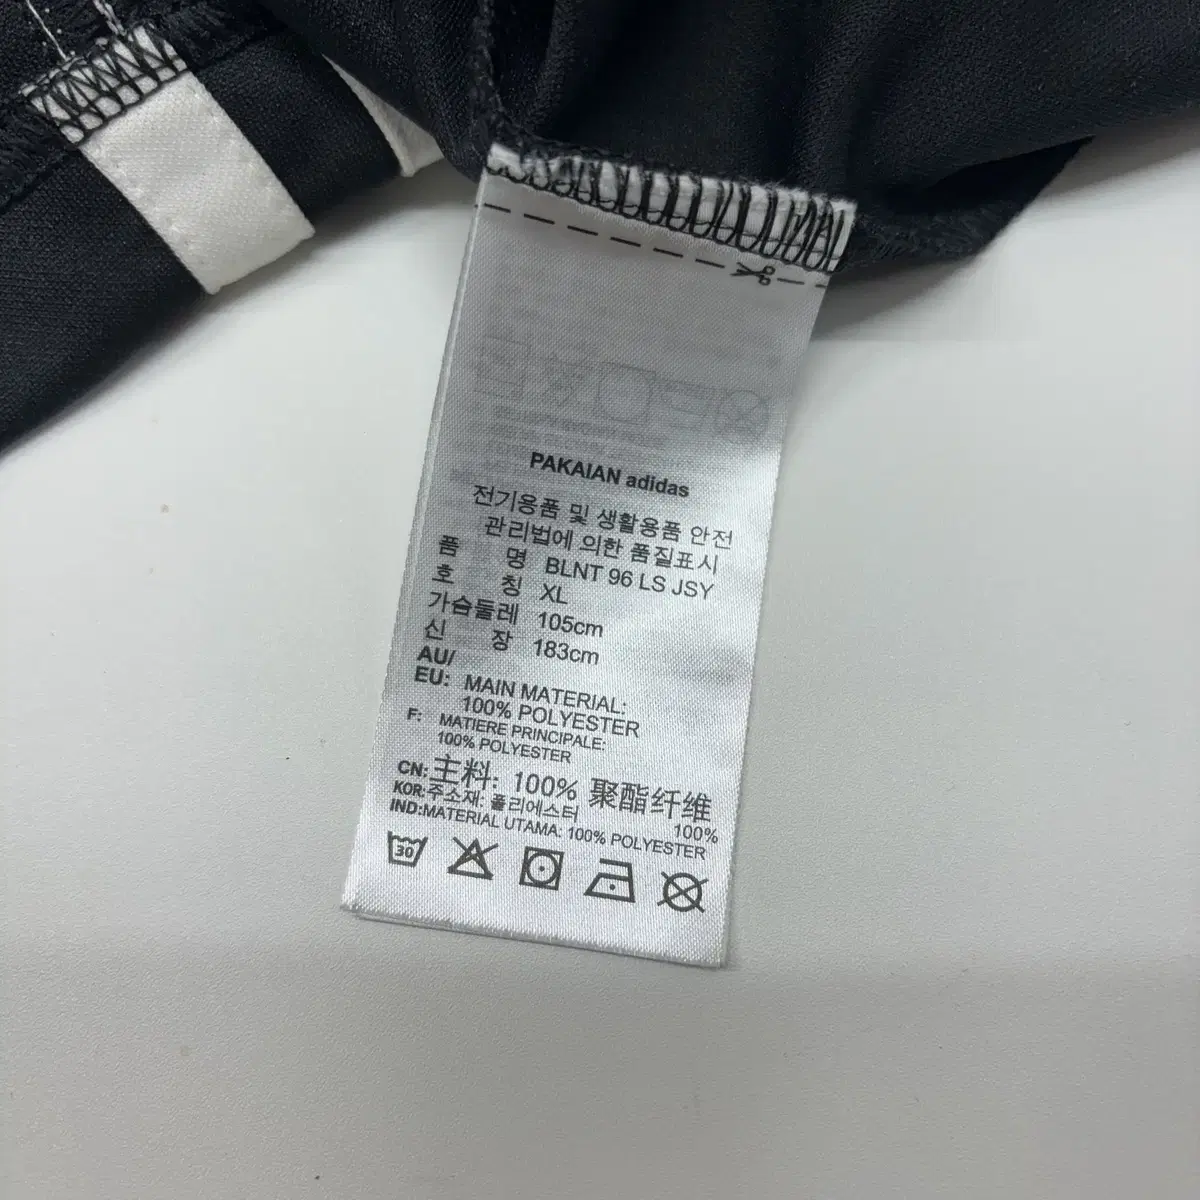 PAKAIAN adidas
전기용품 및 생활용품 안전
관리법에 의한 품질표시
품 명 BLNT 96 LS JSY
호 칭 XL
가슴둘레 105cm
신 장 183cm
AU/
EU: MAIN MATERIAL:
100% POLYESTER
F: MATIERE PRINCIPALE:
100% POLYESTER
CN: 主料: 100% 聚酯纤维
KOR: 주소재: 폴리에스터 100%
IND: MATERIAL UTAMA: 100% POLYESTER
30